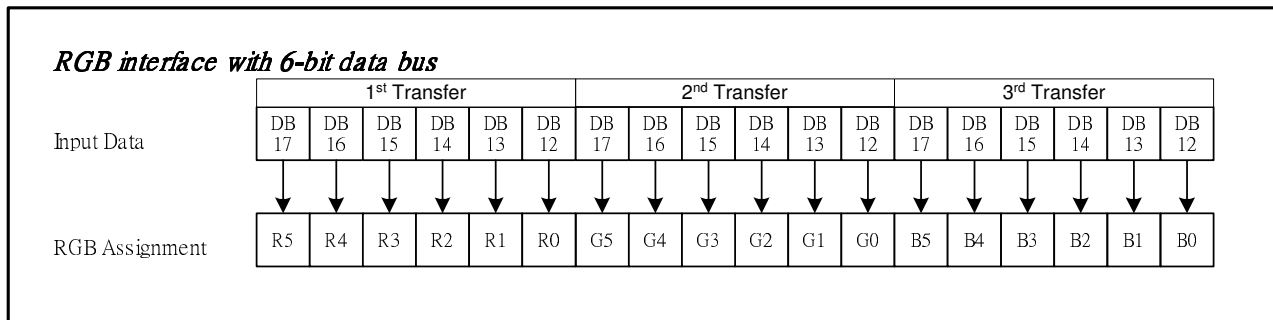 RGB interface with 6-bit data bus
1st Transfer 2nd Transfer 3rd Transfer
Input Data DB 17 DB 16 DB 15 DB 14 DB 13 DB 12 DB 17 DB 16 DB 15 DB 14 DB 13 DB 12 DB 17 DB 16 DB 15 DB 14 DB 13 DB 12
RGB Assignment R5 R4 R3 R2 R1 R0 G5 G4 G3 G2 G1 G0 B5 B4 B3 B2 B1 B0